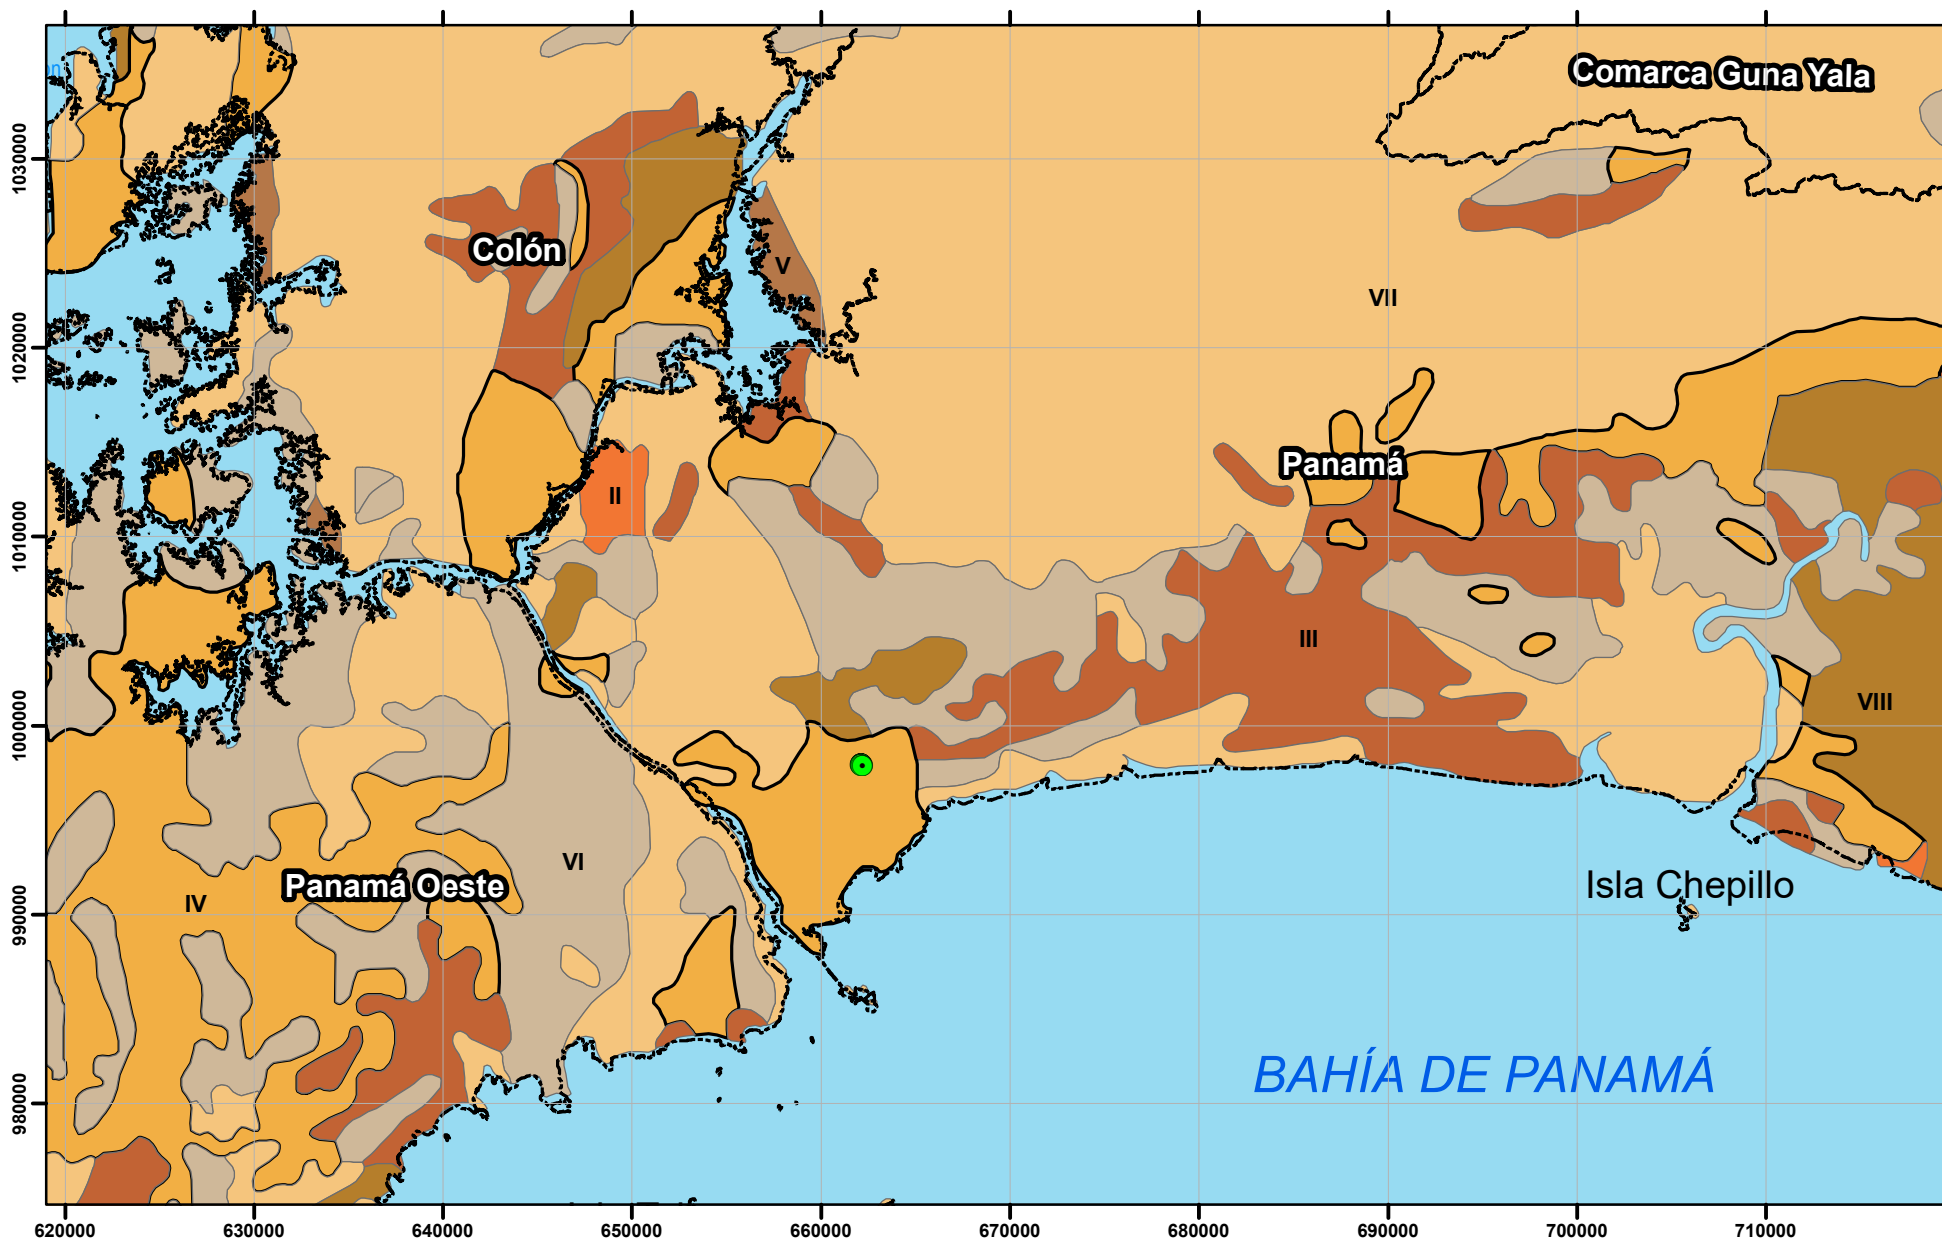 Comarca Guna Yala
on
Colón
V
VII
Panamá
II
III
VIII
VI
Panamá Oeste
IV
Isla Chepillo
BAHÍA DE PANAMÁ
1030000
1020000
1010000
1000000
990000
980000
620000 630000 640000 650000 660000 670000 680000 690000 700000 710000